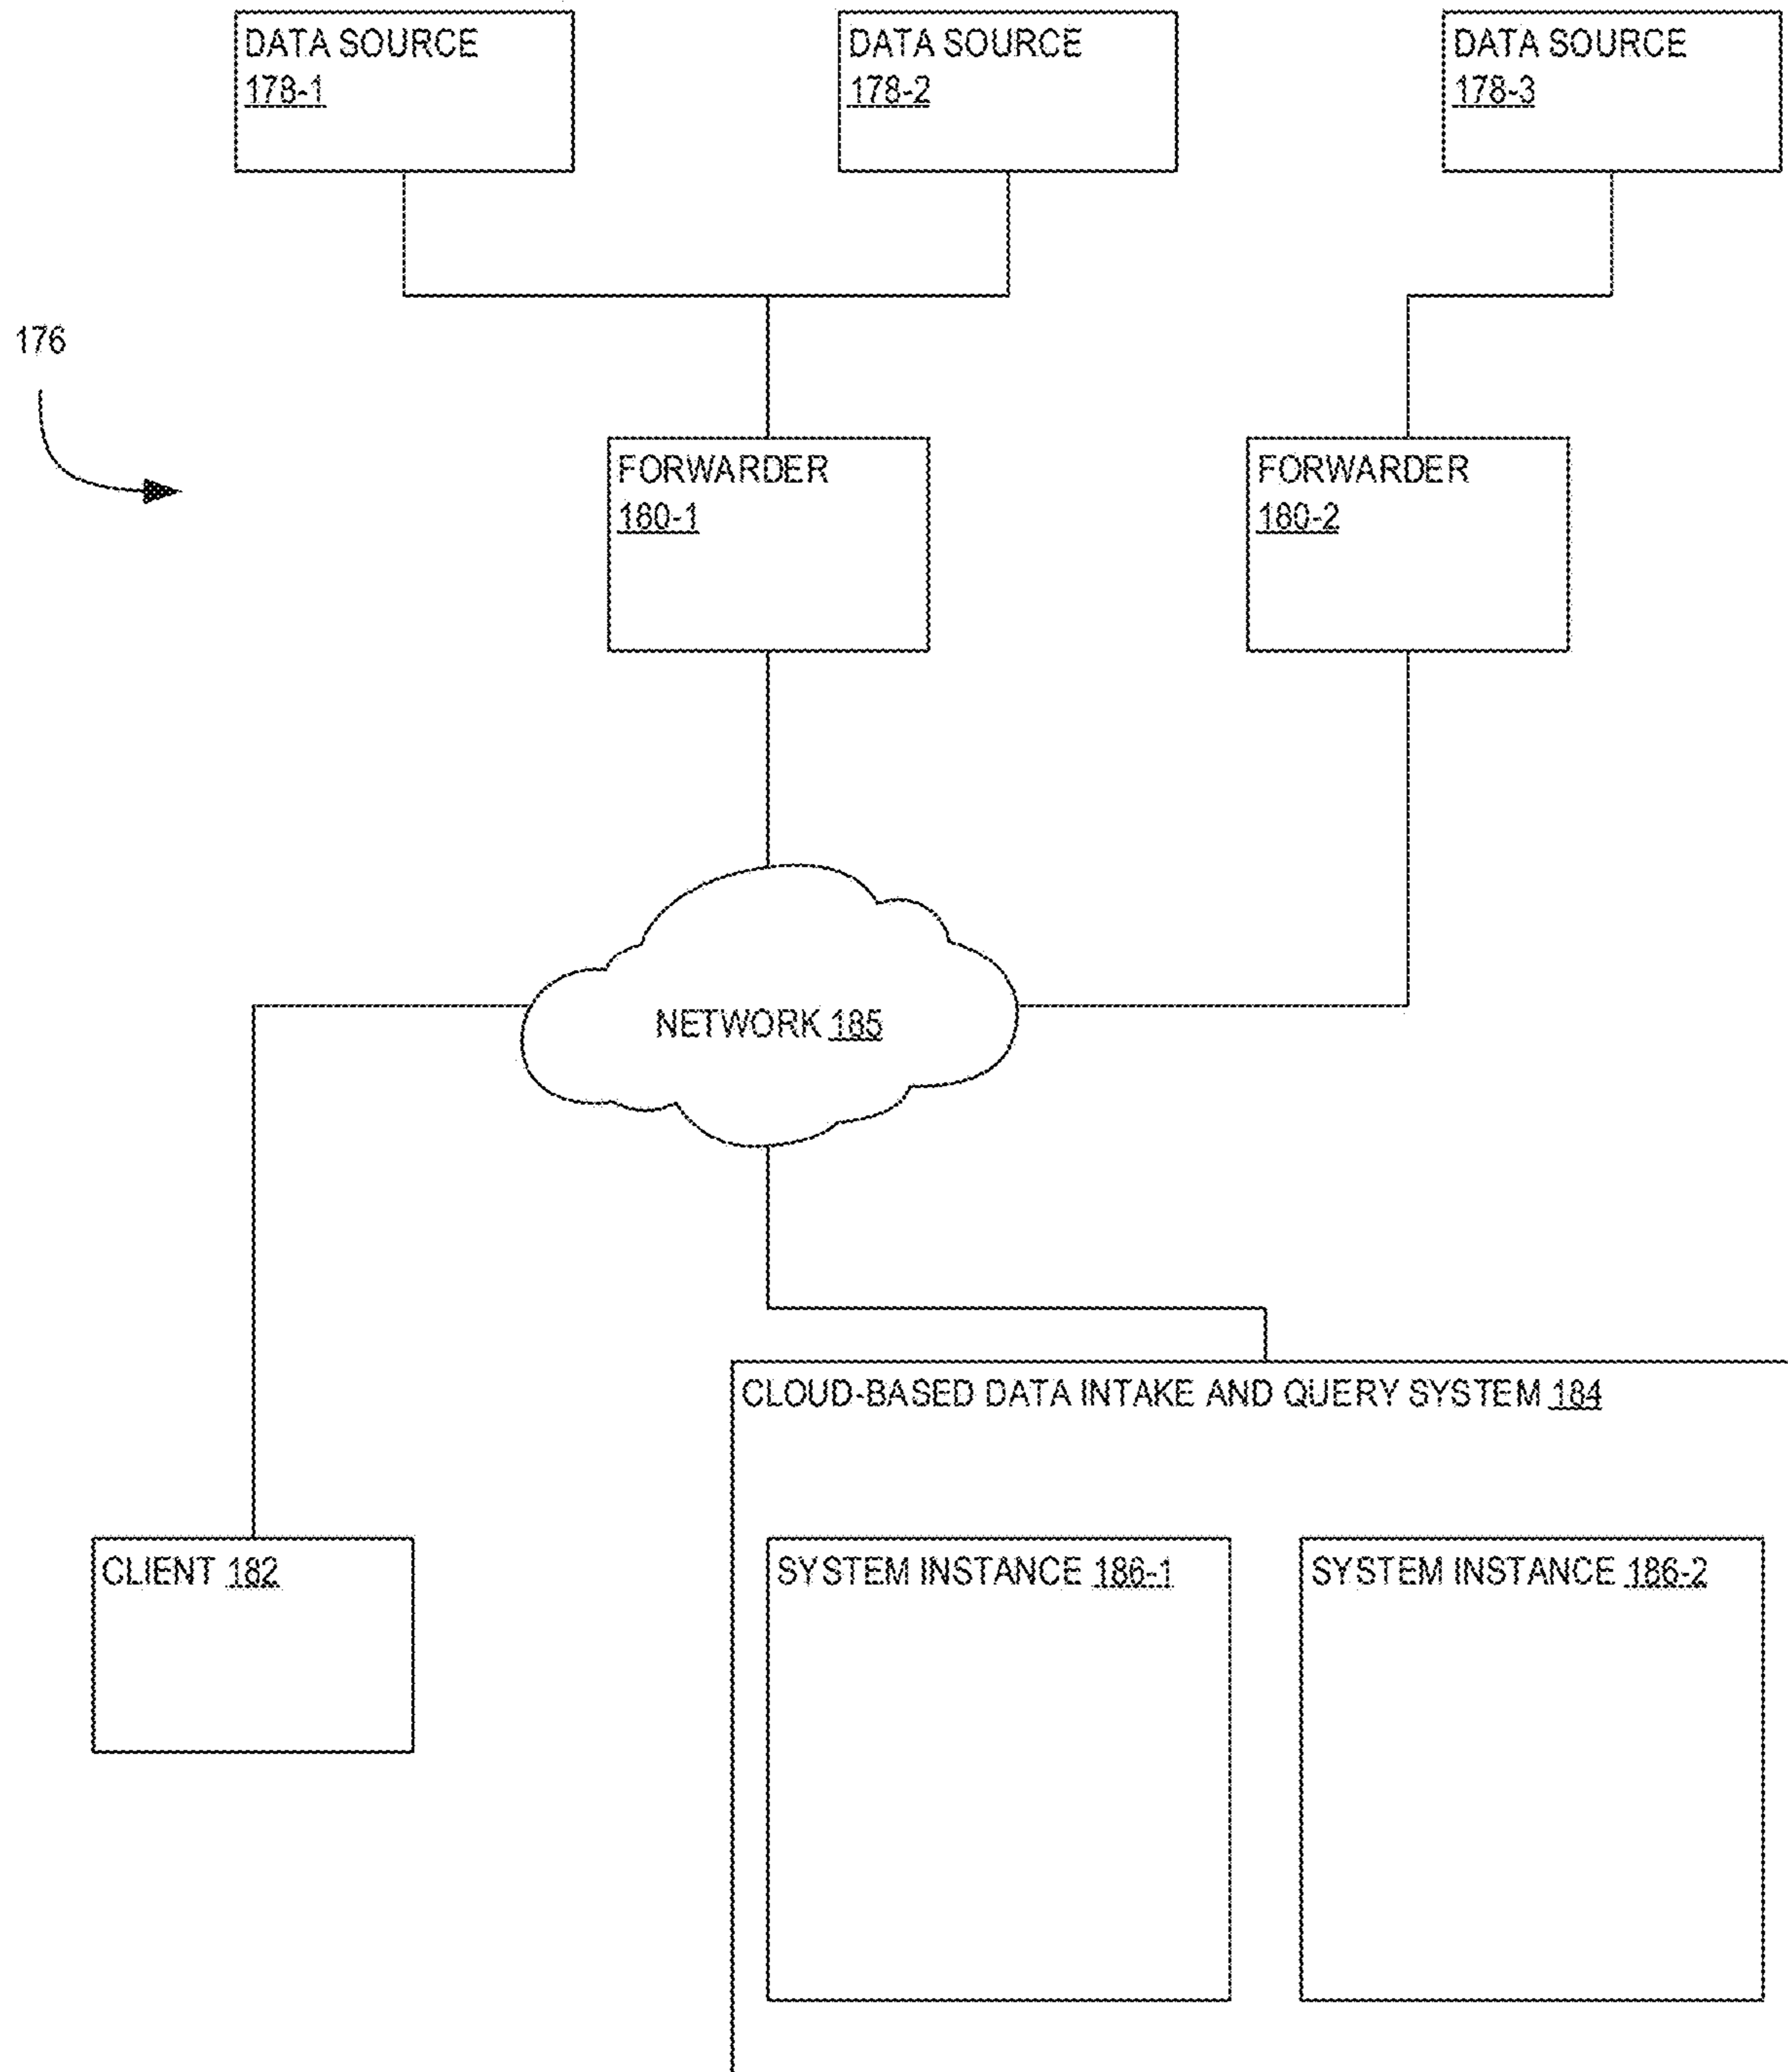 DATA SOURCE
178-1
DATA SOURCE
178-2
DATA SOURCE
178-3
176
FORWARDER
180-1
FORWARDER
180-2
NETWORK 185
CLOUD-BASED DATA INTAKE AND QUERY SYSTEM 184
CLIENT 182
SYSTEM INSTANCE 186-1
SYSTEM INSTANCE 186-2